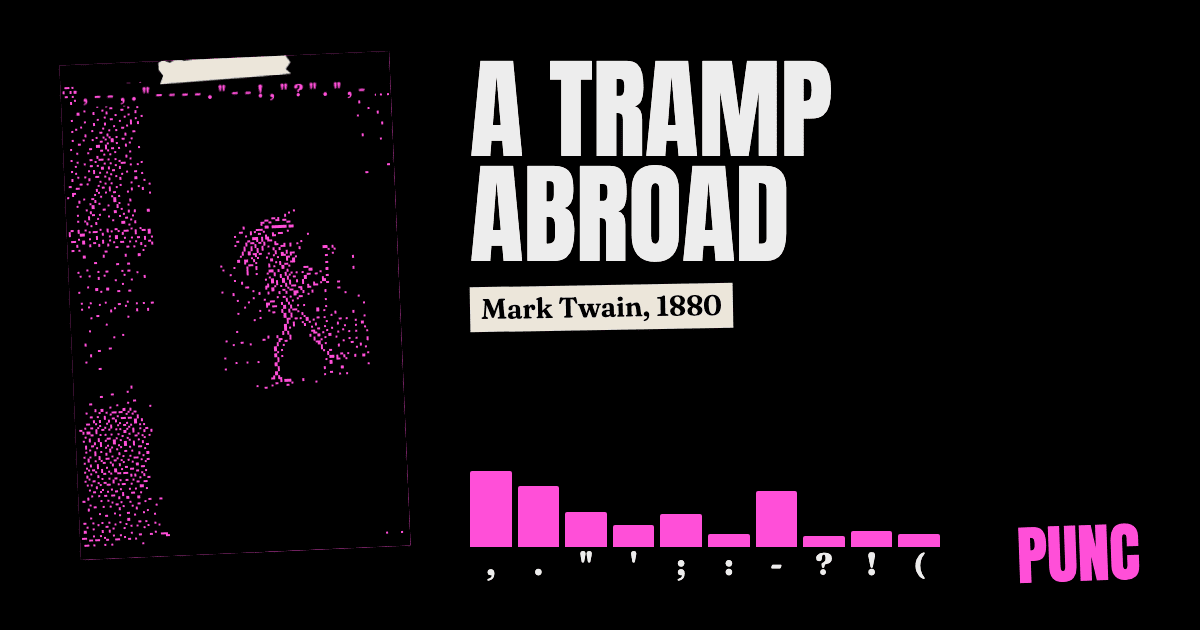 ,--,."----."--!,"?".",-
A TRAMP
ABROAD
Mark Twain, 1880
, . " ' ; : - ? ! (
PUNC